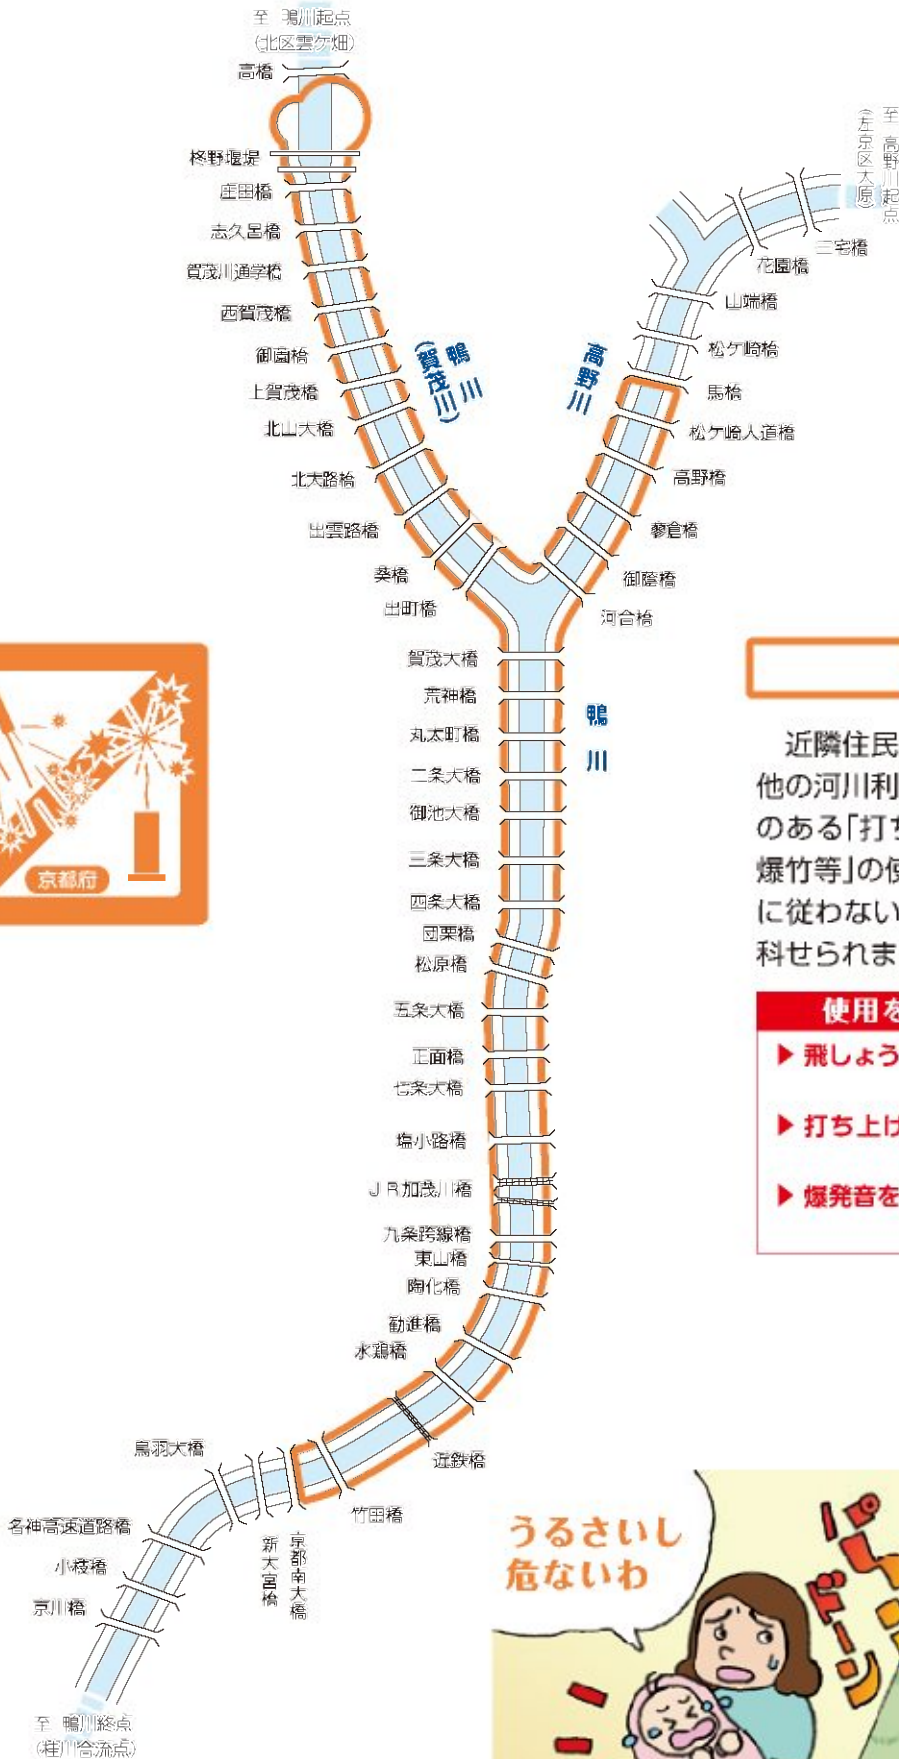 至 鴨川起点
(北区雲ケ畑)
高橋
柊野堰堤
庄田橋
志久呂橋
賀茂川通学橋
西賀茂橋
御薗橋
上賀茂橋
北山大橋
北大路橋
出雲路橋
葵橋
出町橋
鴨川
(賀茂川)
高野川
至 高野川起点
(左京区大原)
三宅橋
花園橋
山端橋
松ケ崎橋
馬橋
松ケ崎人道橋
高野橋
蓼倉橋
御蔭橋
河合橋
賀茂大橋
荒神橋
丸太町橋
二条大橋
御池大橋
三条大橋
四条大橋
団栗橋
松原橋
五条大橋
正面橋
七条大橋
塩小路橋
JR加茂川橋
九条跨線橋
東山橋
陶化橋
勧進橋
水鶏橋
近鉄橋
竹田橋
京都南大橋
新大宮橋
鳥羽大橋
名神高速道路橋
小枝橋
京川橋
至 鴨川終点
(桂川合流点)
鴨川
京都府
近隣住民
他の河川利
のある「打ち
爆竹等」の使
に従わない
科せられま
使用を
▶ 飛しょう
▶ 打ち上げ
▶ 爆発音を
うるさいし
危ないわ
パン
ドーン